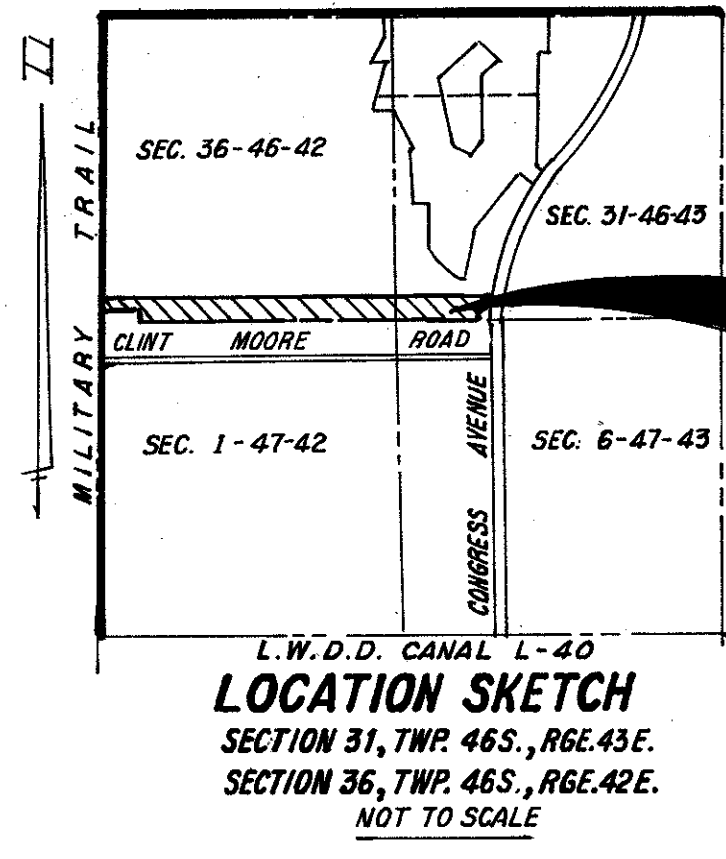 SEC. 36-46-42
SEC. 31-46-43
MILITARY TRAIL
CLINT MOORE ROAD
SEC. 1-47-42
SEC. 6-47-43
CONGRESS AVENUE
L.W.D.D. CANAL L-40
LOCATION SKETCH
SECTION 31, TWP. 46S., RGE. 43E.
SECTION 36, TWP. 46S., RGE. 42E.
NOT TO SCALE